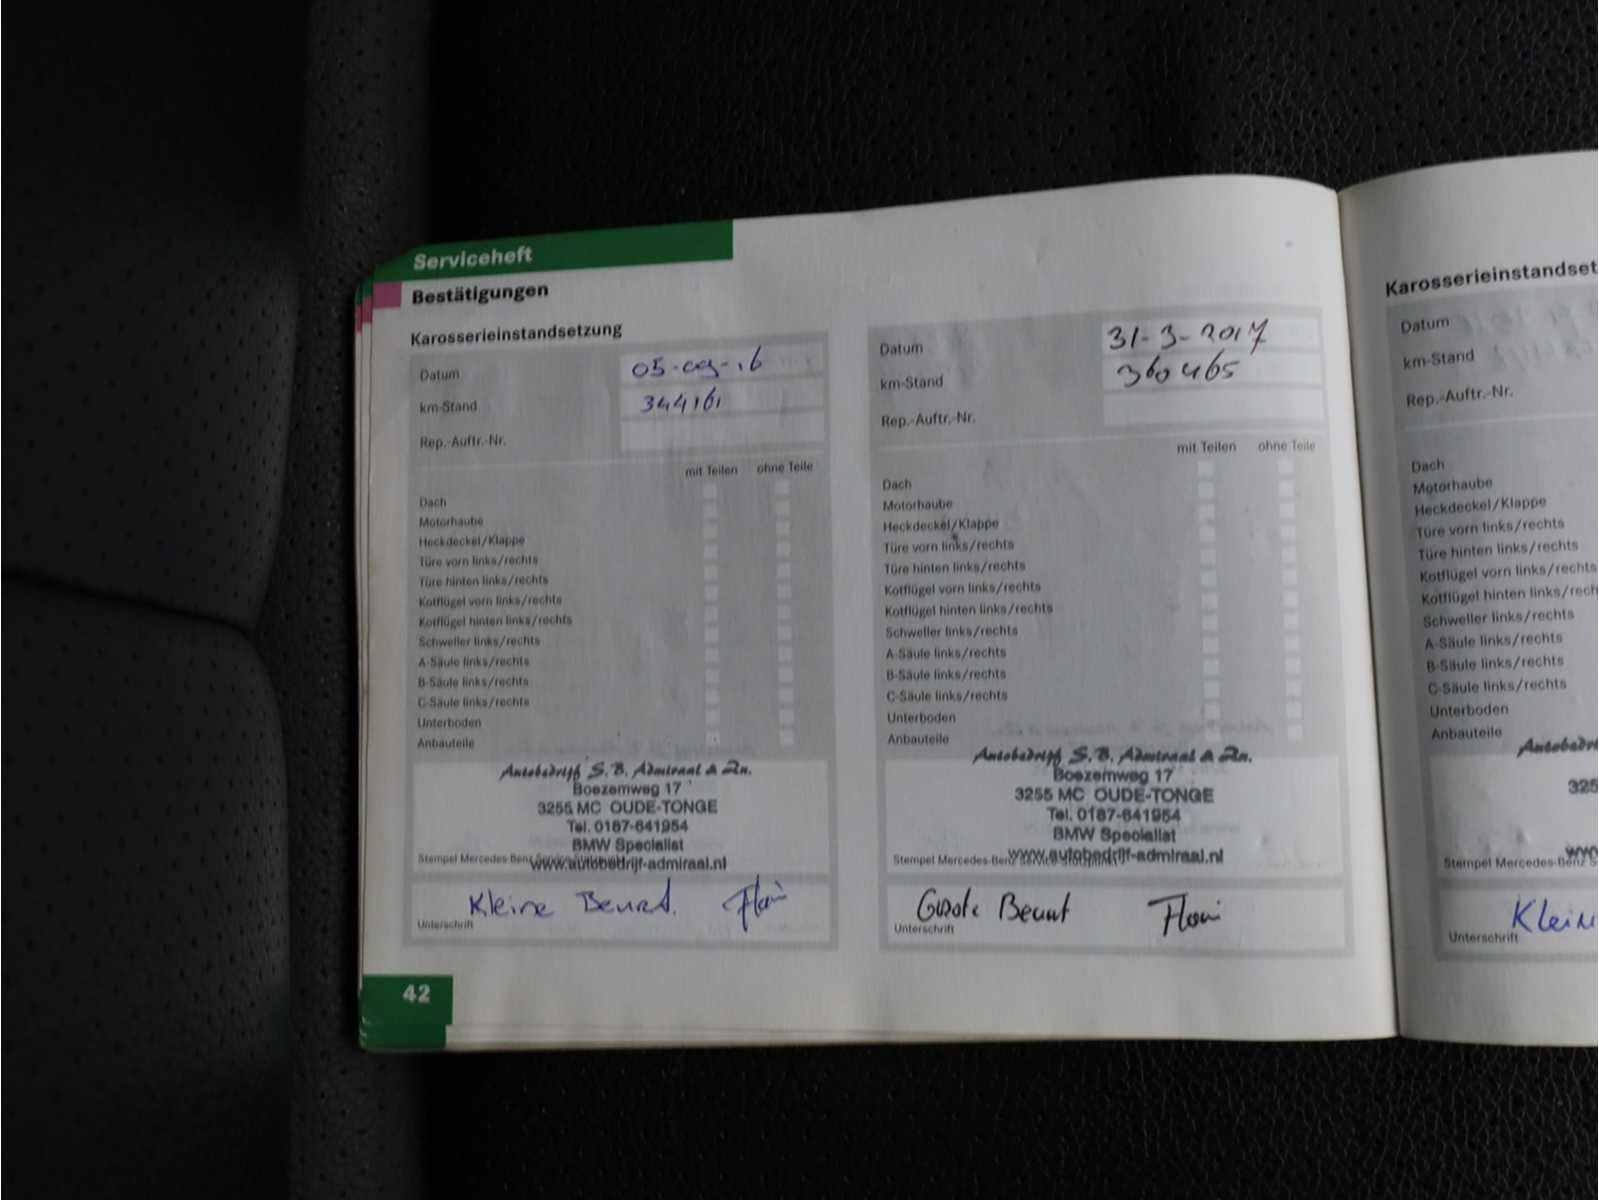 Serviceheft
Bestätigungen
Karosserieinstandsetzung
Datum 05-09-16
km-Stand 344161
Rep.-Auftr.-Nr.
mit Teilen ohne Teile
Dach
Motorhaube
Heckdeckel/Klappe
Türe vorn links/rechts
Türe hinten links/rechts
Kotflügel vorn links/rechts
Kotflügel hinten links/rechts
Schweller links/rechts
A-Säule links/rechts
B-Säule links/rechts
C-Säule links/rechts
Unterboden
Anbauteile
Autobedrijf S.B. Admiraal & Zn.
Boezemweg 17
3255 MC OUDE-TONGE
Tel. 0187-641954
BMW Specialist
www.autobedrijf-admiraal.nl
Stempel Mercedes-Benz
Kleine Beurt.
Unterschrift
42
Datum 31-3-2017
km-Stand 360465
Rep.-Auftr.-Nr.
mit Teilen ohne Teile
Dach
Motorhaube
Heckdeckel/Klappe
Türe vorn links/rechts
Türe hinten links/rechts
Kotflügel vorn links/rechts
Kotflügel hinten links/rechts
Schweller links/rechts
A-Säule links/rechts
B-Säule links/rechts
C-Säule links/rechts
Unterboden
Anbauteile
Autobedrijf S.B. Admiraal & Zn.
Boezemweg 17
3255 MC OUDE-TONGE
Tel. 0187-641954
BMW Specialist
www.autobedrijf-admiraal.nl
Stempel Mercedes-Benz
Grote Beurt
Unterschrift
Karosserieinstandset
Datum
km-Stand
Rep.-Auftr.-Nr.
Dach
Motorhaube
Heckdeckel/Klappe
Türe vorn links/rechts
Türe hinten links/rechts
Kotflügel vorn links/rechts
Kotflügel hinten links/rech
Schweller links/rechts
A-Säule links/rechts
B-Säule links/rechts
C-Säule links/rechts
Unterboden
Anbauteile
Autobedri
325
Stempel Mercedes-Benz S
Klein
Unterschrift